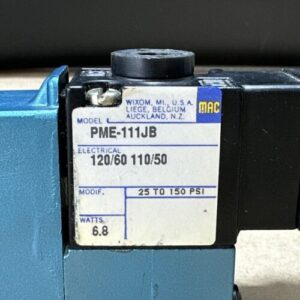 WIXOM, MI., U.S.A.
LIEGE, BELGIUM
AUCKLAND, N.Z.
MAC
MODEL
PME-111JB
ELECTRICAL
120/60 110/50
MODIF.
25 TO 150 PSI
WATTS
6.8